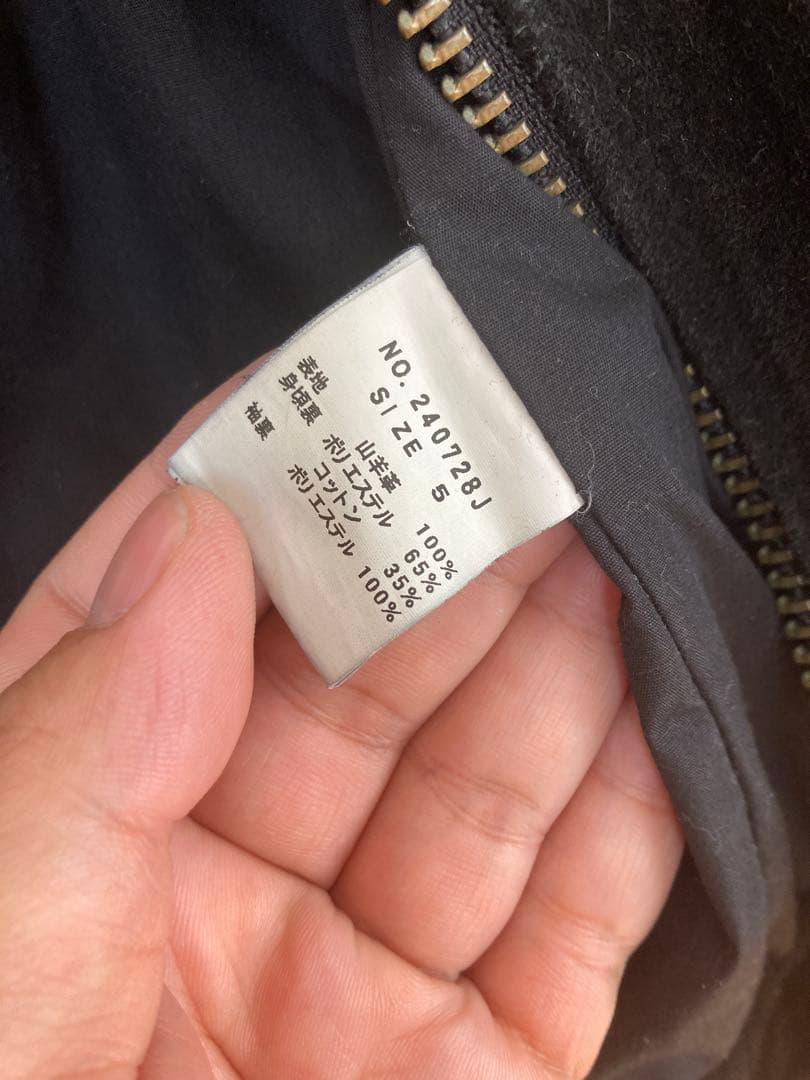 NO. 240728J
SIZE 5
表地 山羊革 100%
身頃裏 ポリエステル 65%
コットン 35%
袖裏 ポリエステル 100%